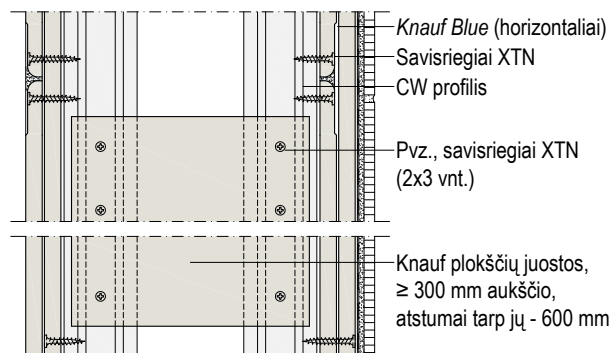 Knauf Blue (horizontaliai)
Savisriegiai XTN
CW profilis
Pvz., savisriegiai XTN
(2x3 vnt.)
Knauf plokščių juostos,
≥ 300 mm aukščio,
atstumai tarp jų - 600 mm